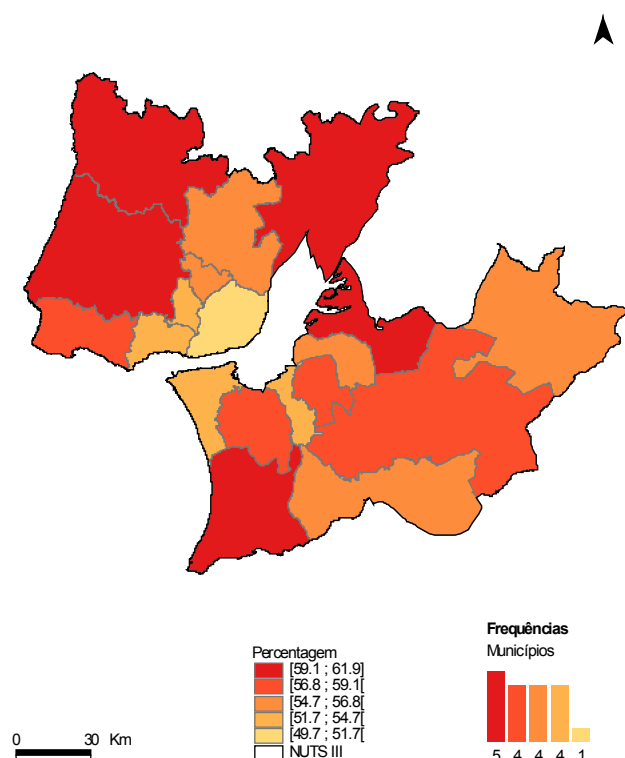 Frequências
Municípios
Percentagem
[59.1 ; 61.9]
[56.8 ; 59.1[
[54.7 ; 56.8[
[51.7 ; 54.7[
[49.7 ; 51.7[
NUTS III
0 30 Km
5 4 4 4 1